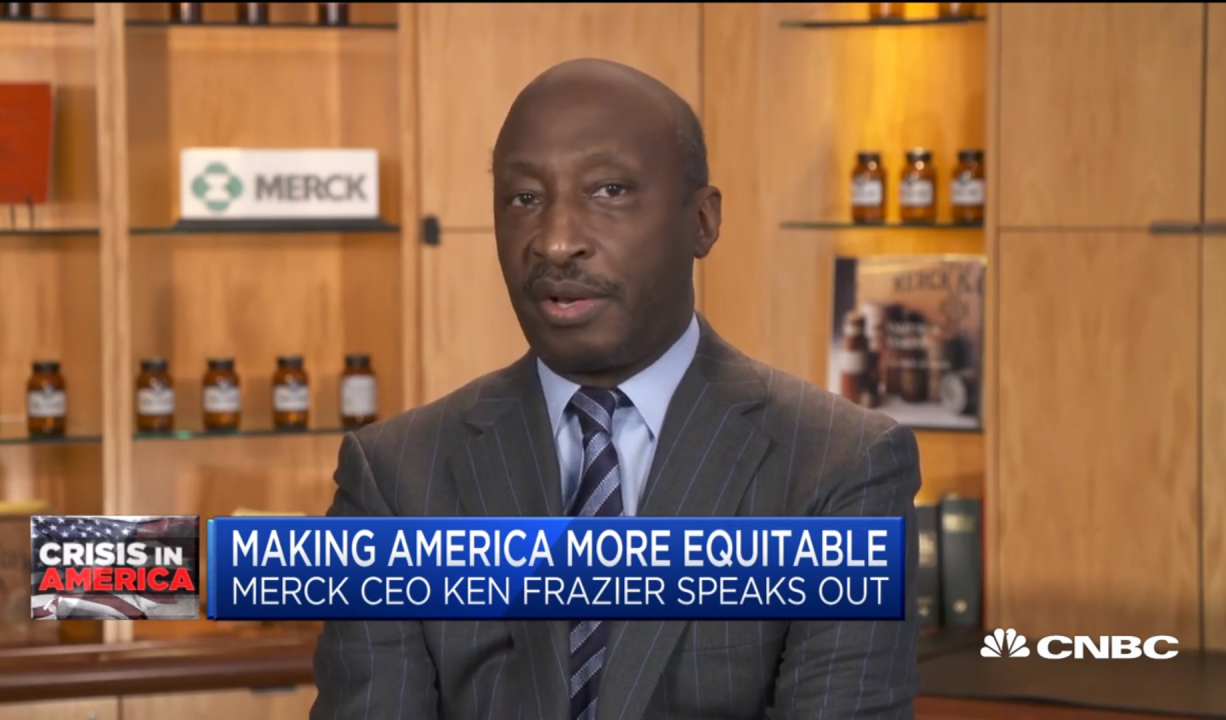 MERCK
CRISIS IN
AMERICA
MAKING AMERICA MORE EQUITABLE
MERCK CEO KEN FRAZIER SPEAKS OUT
CNBC